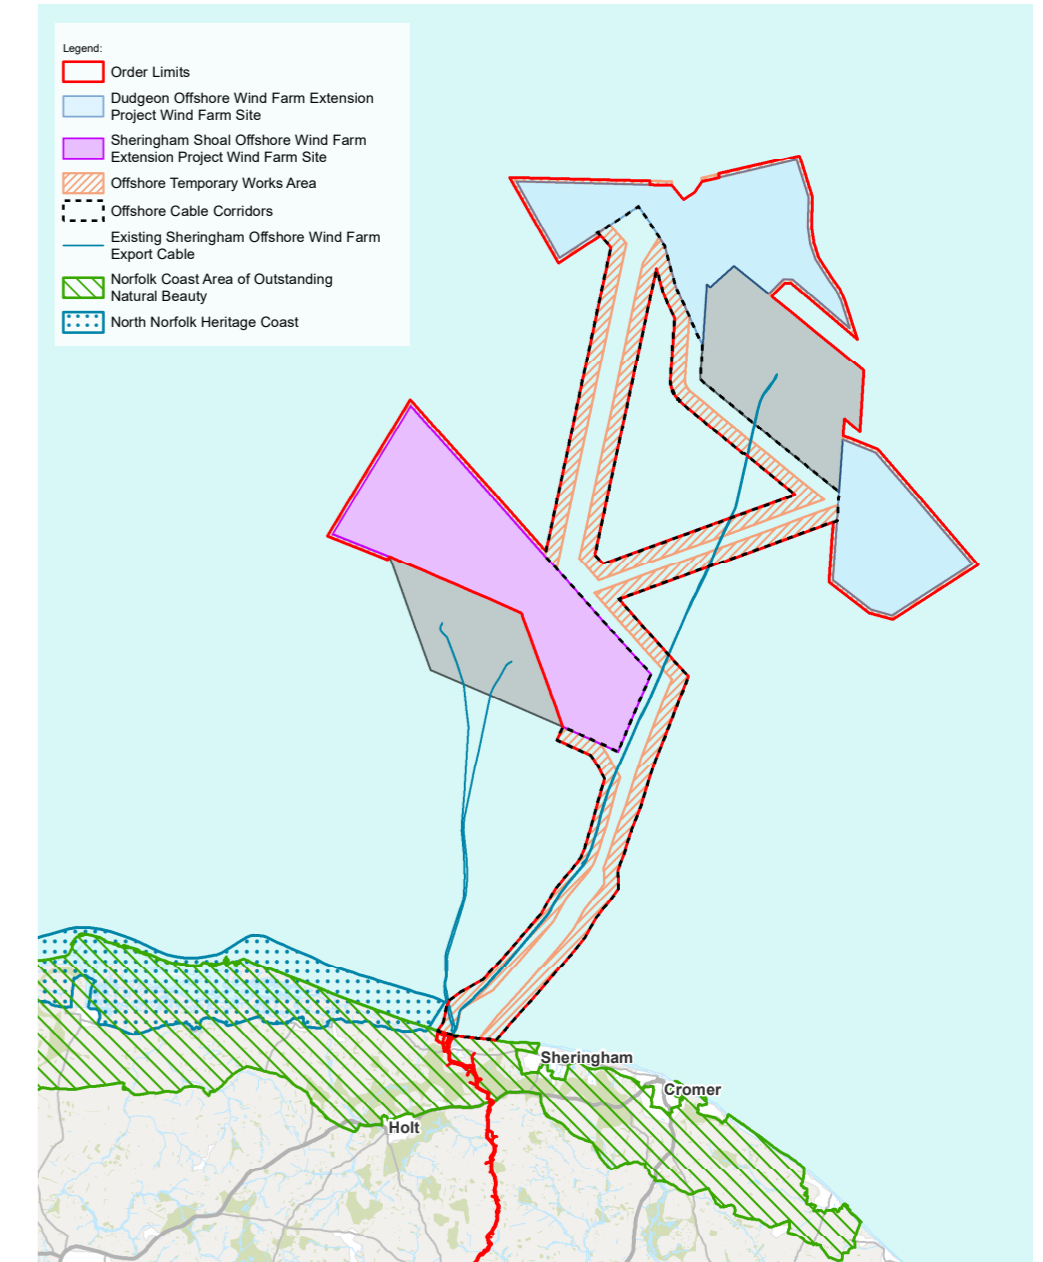 Legend:
Order Limits
Dudgeon Offshore Wind Farm Extension
Project Wind Farm Site
Sheringham Shoal Offshore Wind Farm
Extension Project Wind Farm Site
Offshore Temporary Works Area
Offshore Cable Corridors
Existing Sheringham Offshore Wind Farm
Export Cable
Norfolk Coast Area of Outstanding
Natural Beauty
North Norfolk Heritage Coast
Sheringham
Cromer
Holt